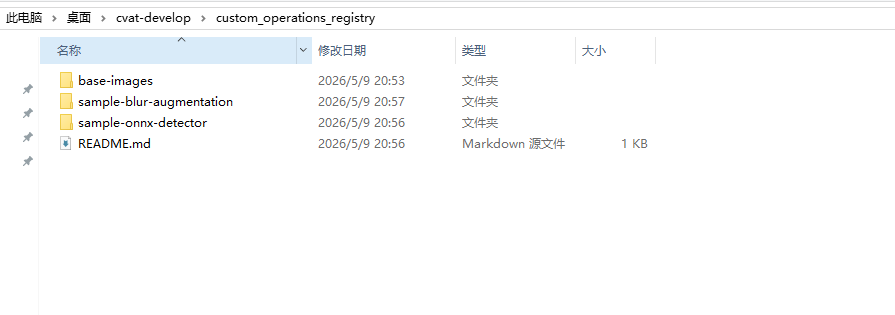 此电脑 > 桌面 > cvat-develop > custom_operations_registry
名称 修改日期 类型 大小
base-images 2026/5/9 20:53 文件夹
sample-blur-augmentation 2026/5/9 20:57 文件夹
sample-onnx-detector 2026/5/9 20:56 文件夹
README.md 2026/5/9 20:56 Markdown 源文件 1 KB